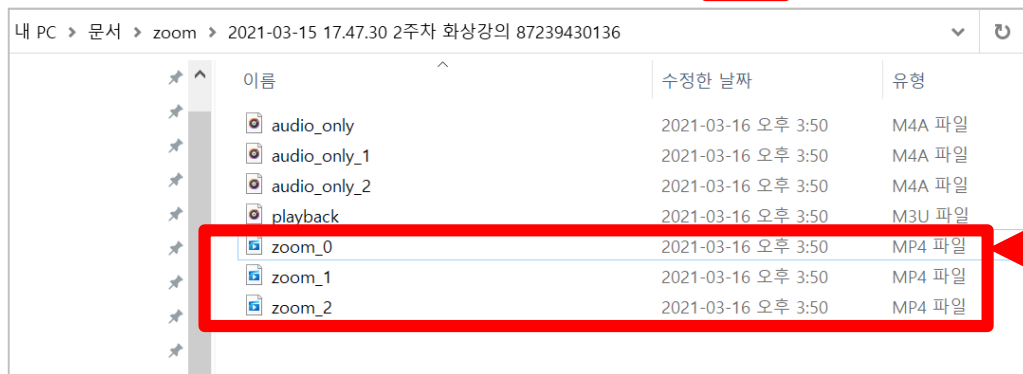 내 PC > 문서 > zoom > 2021-03-15 17.47.30 2주차 화상강의 87239430136
이름 수정한 날짜 유형
audio_only 2021-03-16 오후 3:50 M4A 파일
audio_only_1 2021-03-16 오후 3:50 M4A 파일
audio_only_2 2021-03-16 오후 3:50 M4A 파일
playback 2021-03-16 오후 3:50 M3U 파일
zoom_0 2021-03-16 오후 3:50 MP4 파일
zoom_1 2021-03-16 오후 3:50 MP4 파일
zoom_2 2021-03-16 오후 3:50 MP4 파일